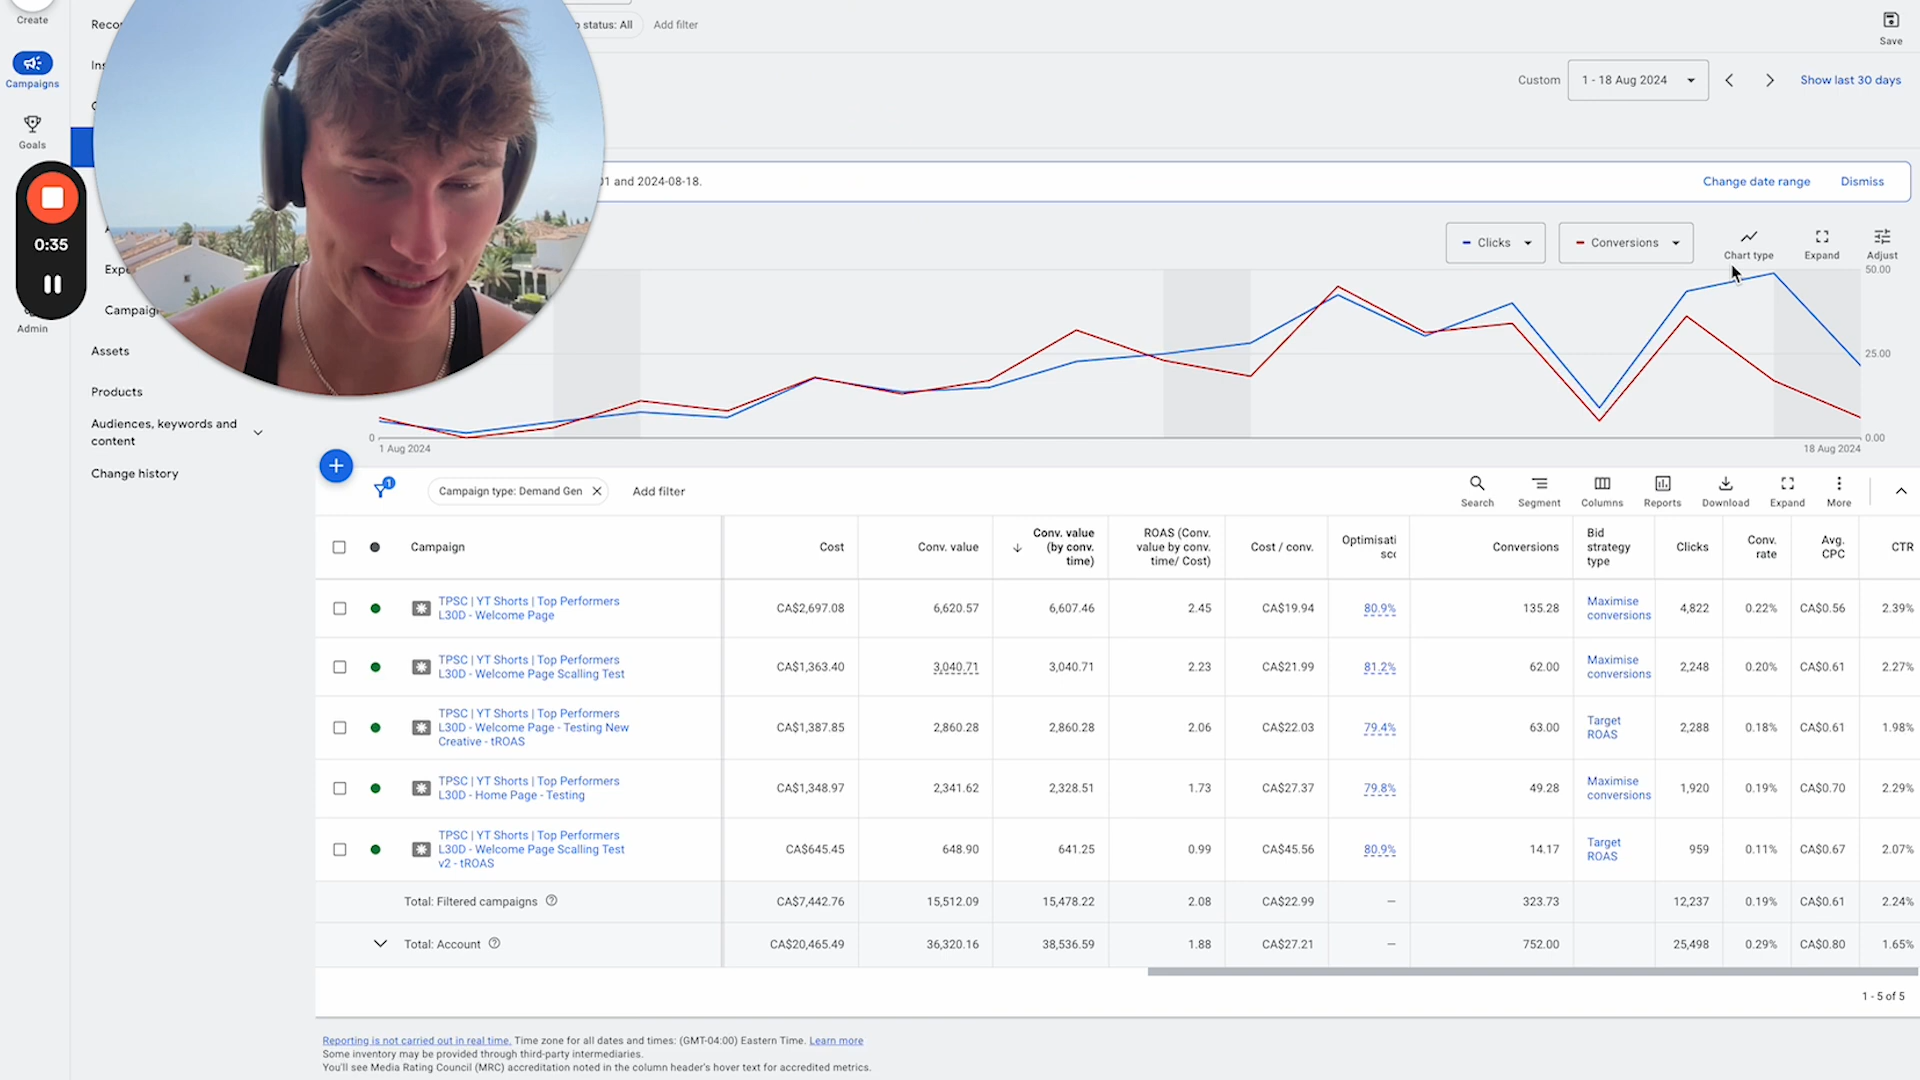 Create
status: All
Add filter
Save
Campaigns
Custom
1 - 18 Aug 2024
Show last 30 days
Goals
01 and 2024-08-18.
Change date range
Dismiss
0:35
Clicks
Conversions
Chart type
Expand
Adjust
50.00
25.00
0.00
0
1 Aug 2024
18 Aug 2024
Admin
Assets
Products
Audiences, keywords and
content
Change history
1
Campaign type: Demand Gen
Add filter
Search
Segment
Columns
Reports
Download
Expand
More
Campaign
Cost
Conv. value
Conv. value
(by conv.
time)
ROAS (Conv.
value by conv.
time/ Cost)
Cost / conv.
Optimisati
Conversions
Bid
strategy
type
Clicks
Conv.
rate
Avg.
CPC
CTR
TPSC | YT Shorts | Top Performers
L30D - Welcome Page
CA$2,697.08 6,620.57 6,607.46 2.45 CA$19.94 80.9% 135.28 Maximise conversions 4,822 0.22% CA$0.56 2.39%
TPSC | YT Shorts | Top Performers
L30D - Welcome Page Scalling Test
CA$1,363.40 3,040.71 3,040.71 2.23 CA$21.99 81.2% 62.00 Maximise conversions 2,248 0.20% CA$0.61 2.27%
TPSC | YT Shorts | Top Performers
L30D - Welcome Page - Testing New
Creative - tROAS
CA$1,387.85 2,860.28 2,860.28 2.06 CA$22.03 79.4% 63.00 Target ROAS 2,288 0.18% CA$0.61 1.98%
TPSC | YT Shorts | Top Performers
L30D - Home Page - Testing
CA$1,348.97 2,341.62 2,328.51 1.73 CA$27.37 79.8% 49.28 Maximise conversions 1,920 0.19% CA$0.70 2.29%
TPSC | YT Shorts | Top Performers
L30D - Welcome Page Scalling Test
v2 - tROAS
CA$645.45 648.90 641.25 0.99 CA$45.56 80.9% 14.17 Target ROAS 959 0.11% CA$0.67 2.07%
Total: Filtered campaigns CA$7,442.76 15,512.09 15,478.22 2.08 CA$22.99 — 323.73 12,237 0.19% CA$0.61 2.24%
Total: Account CA$20,465.49 36,320.16 38,536.59 1.88 CA$27.21 — 752.00 25,498 0.29% CA$0.80 1.65%
1 - 5 of 5
Reporting is not carried out in real time. Time zone for all dates and times: (GMT-04:00) Eastern Time. Learn more
Some inventory may be provided through third-party intermediaries.
You'll see Media Rating Council (MRC) accreditation noted in the column header's hover text for accredited metrics.